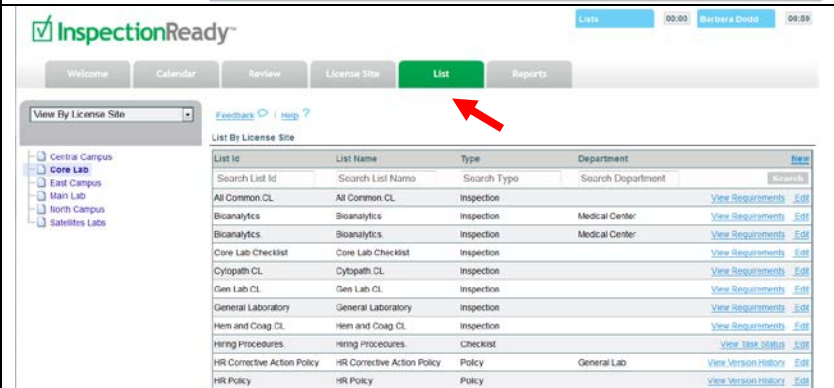 InspectionReady
Lists 00:00 Barbara Dodd 00:59
Welcome Calendar Review License Site List Reports
View By License Site
Feedback | Help ?
List By License Site
Central Campus
Core Lab
East Campus
Main Lab
North Campus
Satellites Labs
List Id List Name Type Department New
Search List Id Search List Name Search Type Search Department Search
All Common.CL All Common.CL Inspection View Requirements Edit
Bioanalytics Bioanalytics Inspection Medical Center View Requirements Edit
Bioanalytics. Bioanalytics. Inspection Medical Center View Requirements Edit
Core Lab Checklist Core Lab Checklist Inspection View Requirements Edit
Cytopath.CL Cytopath.CL Inspection View Requirements Edit
Gen Lab.CL Gen Lab.CL Inspection View Requirements Edit
General Laboratory General Laboratory Inspection View Requirements Edit
Hem and Coag.CL Hem and Coag.CL Inspection View Requirements Edit
Hiring Procedures. Hiring Procedures. Checklist View Task Status Edit
HR Corrective Action Policy HR Corrective Action Policy Policy General Lab View Version History Edit
HR Policy HR Policy Policy View Version History Edit